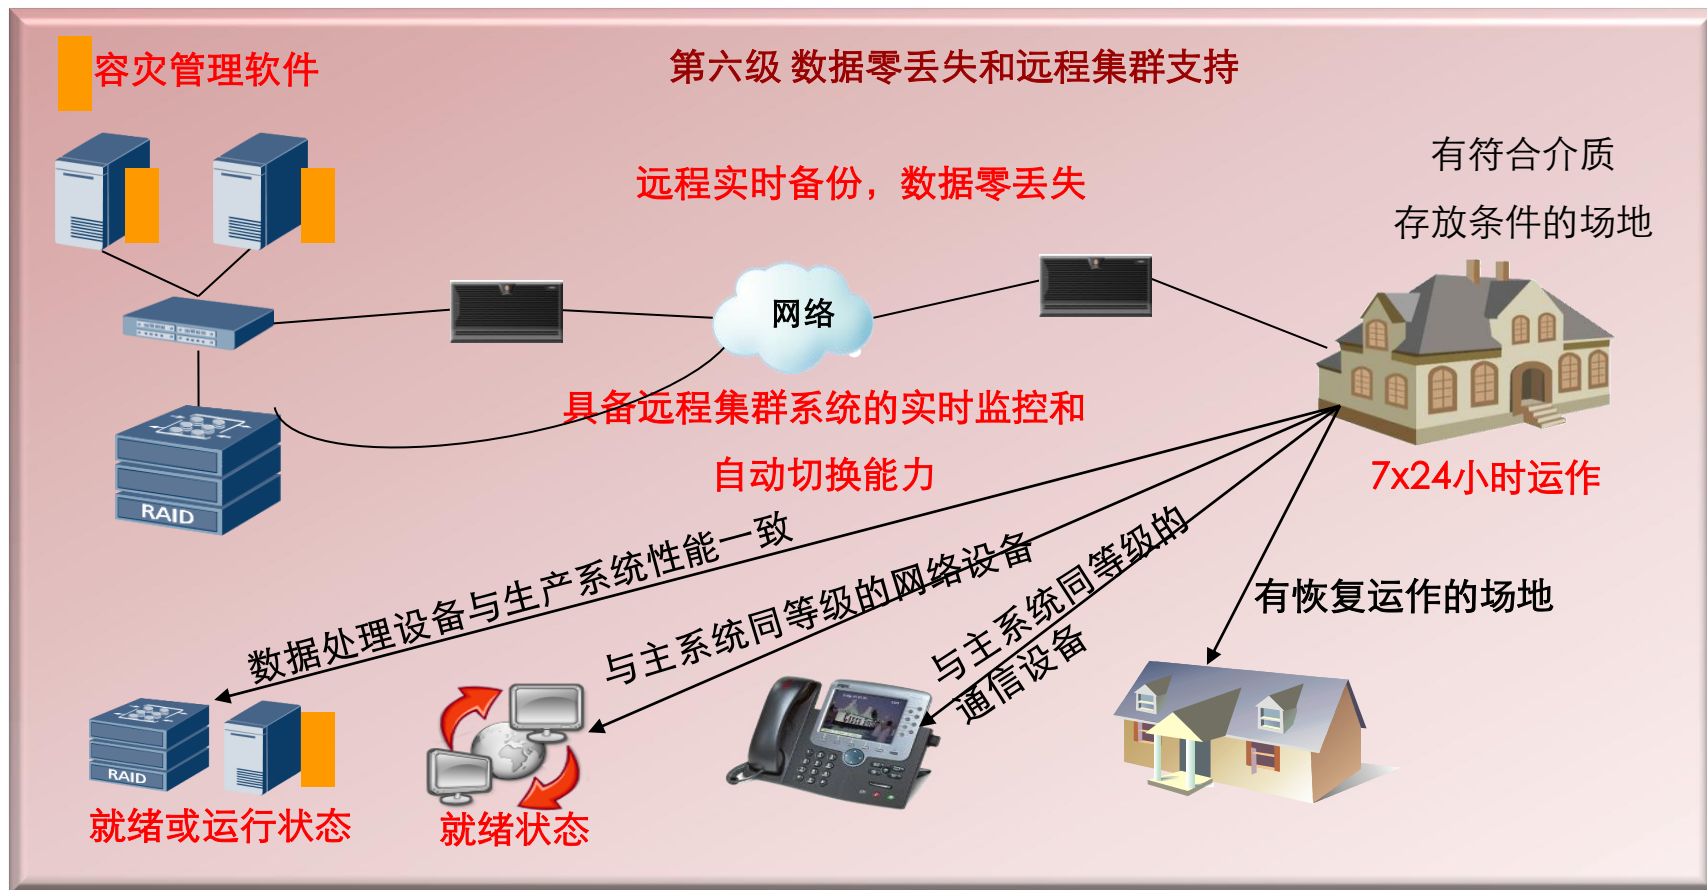 容灾管理软件
第六级 数据零丢失和远程集群支持
有符合介质
存放条件的场地
远程实时备份，数据零丢失
网络
具备远程集群系统的实时监控和
自动切换能力
7x24小时运作
RAID
数据处理设备与生产系统性能一致
与主系统同等级的网络设备
与主系统同等级的
通信设备
有恢复运作的场地
RAID
就绪或运行状态
就绪状态